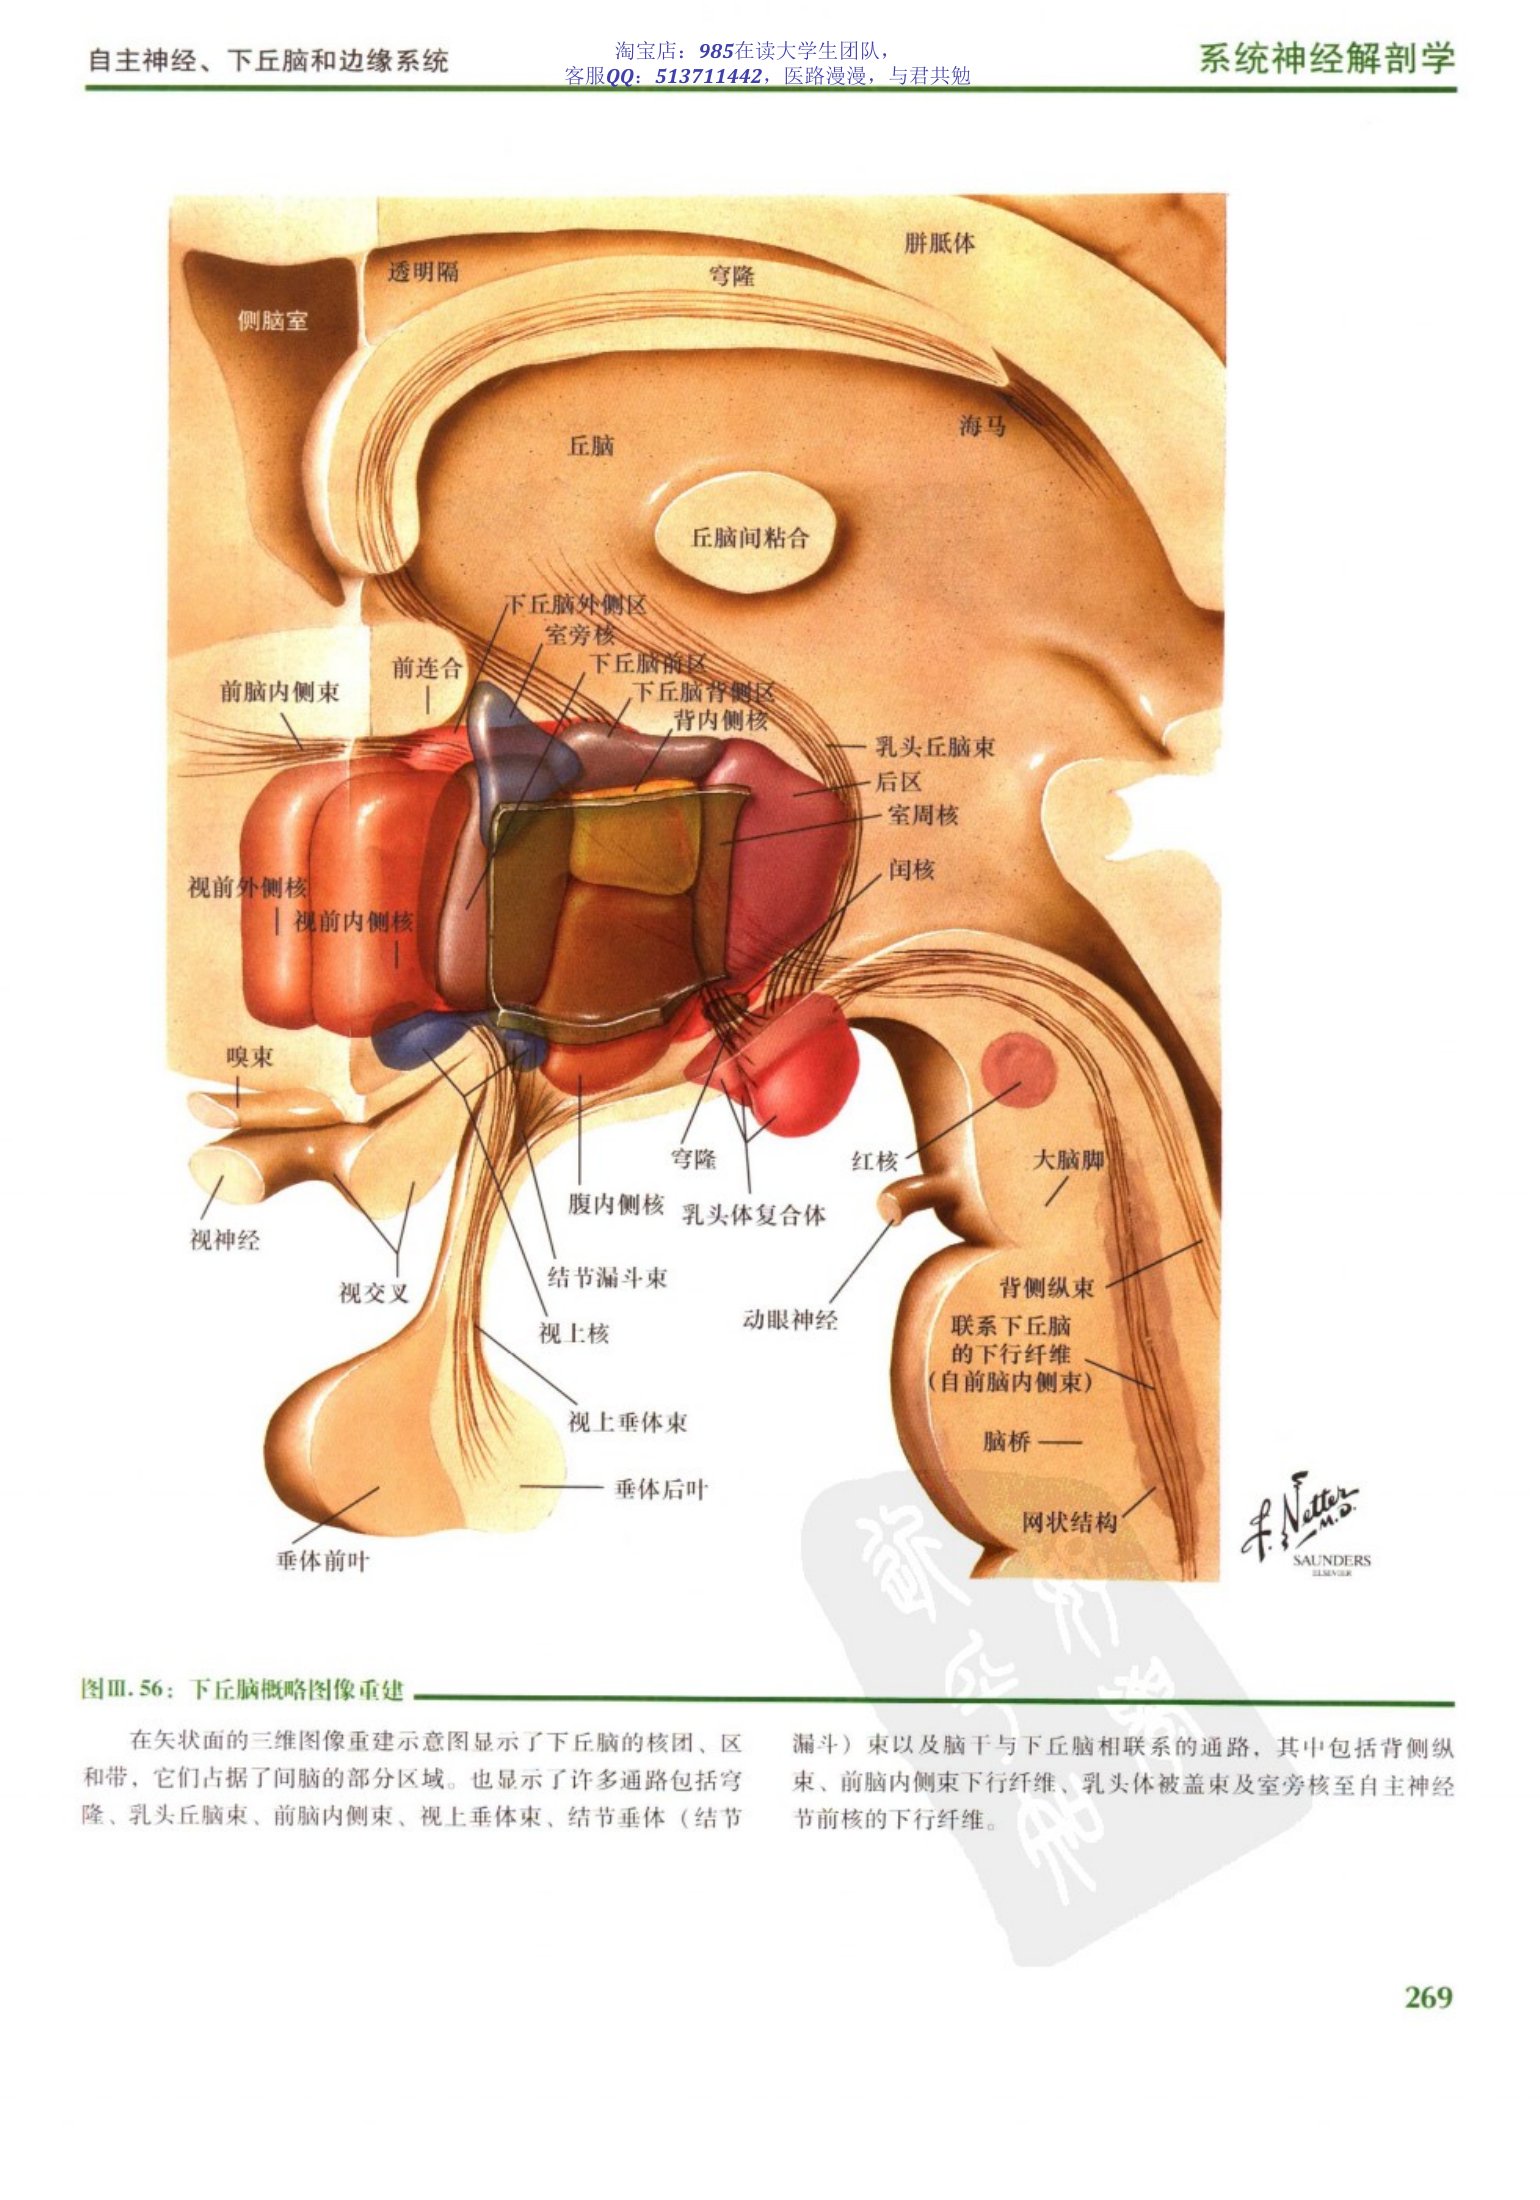 自主神经、下丘脑和边缘系统
淘宝店：985在读大学生团队，
客服QQ：513711442，医路漫漫，与君共勉
系统神经解剖学
胼胝体
透明隔
穹隆
侧脑室
海马
丘脑
丘脑间粘合
下丘脑外侧区
室旁核
前连合
下丘脑前区
前脑内侧束
下丘脑背侧区
背内侧核
乳头丘脑束
后区
室周核
闰核
视前外侧核
视前内侧核
嗅束
穹隆
红核
大脑脚
腹内侧核
乳头体复合体
视神经
结节漏斗束
背侧纵束
视交叉
动眼神经
视上核
联系下丘脑
的下行纤维
(自前脑内侧束)
视上垂体束
脑桥
垂体后叶
网状结构
垂体前叶
F. Netter M.D.
SAUNDERS
ELSEVIER
图Ⅲ.56：下丘脑概略图像重建
在矢状面的三维图像重建示意图显示了下丘脑的核团、区
和带，它们占据了间脑的部分区域。也显示了许多通路包括穹
隆、乳头丘脑束、前脑内侧束、视上垂体束、结节垂体（结节
漏斗）束以及脑干与下丘脑相联系的通路，其中包括背侧纵
束、前脑内侧束下行纤维、乳头体被盖束及室旁核至自主神经
节前核的下行纤维。
269